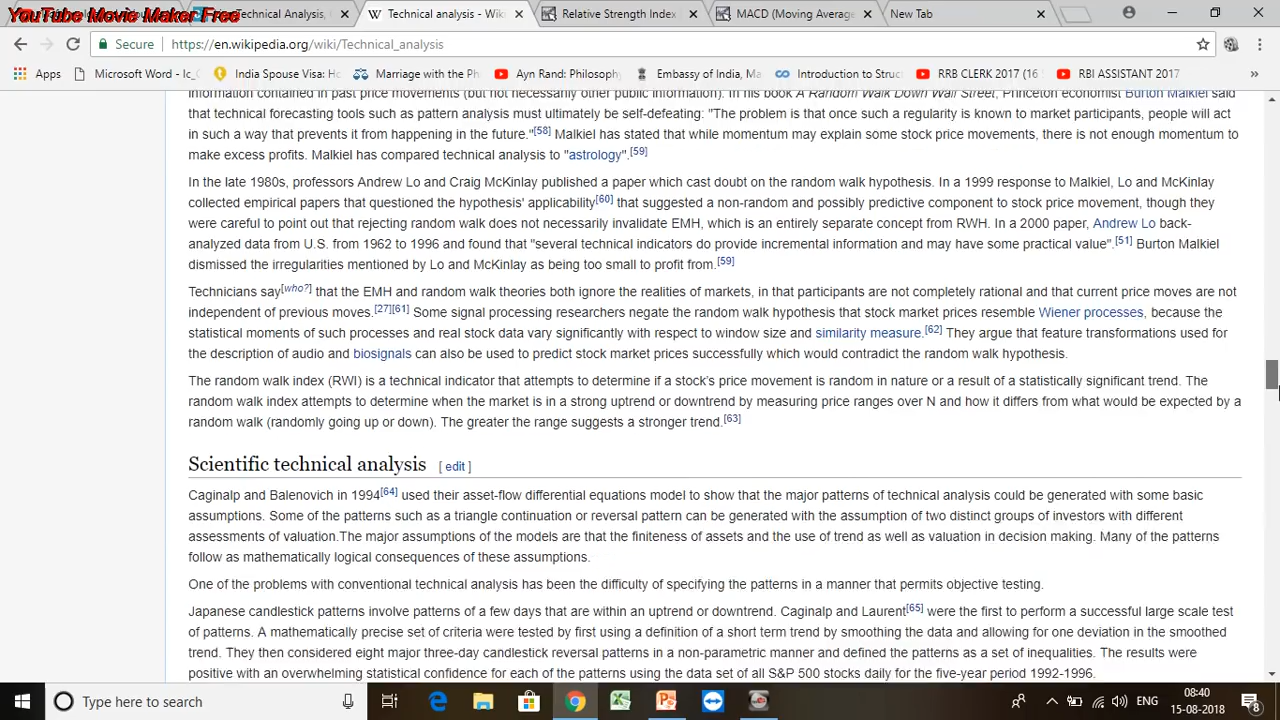 YouTube Movie Maker Free
Technical Analysis, (
Technical analysis - Wiki
Relative Strength Index
MACD (Moving Average
New Tab
Secure
https://en.wikipedia.org/wiki/Technical_analysis
Apps
Microsoft Word - lc_
India Spouse Visa: Ho
Marriage with the Ph
Ayn Rand: Philosoph
Embassy of India, Ma
Introduction to Struc
RRB CLERK 2017 (16
RBI ASSISTANT 2017
»
information contained in past price movements (but not necessarily other public information). In his book A Random Walk Down Wall Street, Princeton economist Burton Malkiel said
that technical forecasting tools such as pattern analysis must ultimately be self-defeating: "The problem is that once such a regularity is known to market participants, people will act
in such a way that prevents it from happening in the future."[58] Malkiel has stated that while momentum may explain some stock price movements, there is not enough momentum to
make excess profits. Malkiel has compared technical analysis to "astrology".[59]
In the late 1980s, professors Andrew Lo and Craig McKinlay published a paper which cast doubt on the random walk hypothesis. In a 1999 response to Malkiel, Lo and McKinlay
collected empirical papers that questioned the hypothesis' applicability[60] that suggested a non-random and possibly predictive component to stock price movement, though they
were careful to point out that rejecting random walk does not necessarily invalidate EMH, which is an entirely separate concept from RWH. In a 2000 paper, Andrew Lo back-
analyzed data from U.S. from 1962 to 1996 and found that "several technical indicators do provide incremental information and may have some practical value".[51] Burton Malkiel
dismissed the irregularities mentioned by Lo and McKinlay as being too small to profit from.[59]
Technicians say[who?] that the EMH and random walk theories both ignore the realities of markets, in that participants are not completely rational and that current price moves are not
independent of previous moves.[27][61] Some signal processing researchers negate the random walk hypothesis that stock market prices resemble Wiener processes, because the
statistical moments of such processes and real stock data vary significantly with respect to window size and similarity measure.[62] They argue that feature transformations used for
the description of audio and biosignals can also be used to predict stock market prices successfully which would contradict the random walk hypothesis.
The random walk index (RWI) is a technical indicator that attempts to determine if a stock's price movement is random in nature or a result of a statistically significant trend. The
random walk index attempts to determine when the market is in a strong uptrend or downtrend by measuring price ranges over N and how it differs from what would be expected by a
random walk (randomly going up or down). The greater the range suggests a stronger trend.[63]
Scientific technical analysis [ edit ]
Caginalp and Balenovich in 1994[64] used their asset-flow differential equations model to show that the major patterns of technical analysis could be generated with some basic
assumptions. Some of the patterns such as a triangle continuation or reversal pattern can be generated with the assumption of two distinct groups of investors with different
assessments of valuation.The major assumptions of the models are that the finiteness of assets and the use of trend as well as valuation in decision making. Many of the patterns
follow as mathematically logical consequences of these assumptions.
One of the problems with conventional technical analysis has been the difficulty of specifying the patterns in a manner that permits objective testing.
Japanese candlestick patterns involve patterns of a few days that are within an uptrend or downtrend. Caginalp and Laurent[65] were the first to perform a successful large scale test
of patterns. A mathematically precise set of criteria were tested by first using a definition of a short term trend by smoothing the data and allowing for one deviation in the smoothed
trend. They then considered eight major three-day candlestick reversal patterns in a non-parametric manner and defined the patterns as a set of inequalities. The results were
positive with an overwhelming statistical confidence for each of the patterns using the data set of all S&P 500 stocks daily for the five-year period 1992-1996.
Type here to search
ENG
08:40
15-08-2018
8